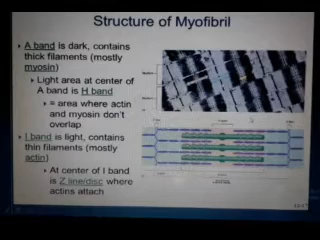 Structure of Myofibril
A band is dark, contains
thick filaments (mostly
myosin)
Light area at center of
A band is H band
= area where actin
and myosin don't
overlap
I band is light, contains
thin filaments (mostly
actin)
At center of I band
is Z line/disc where
actins attach